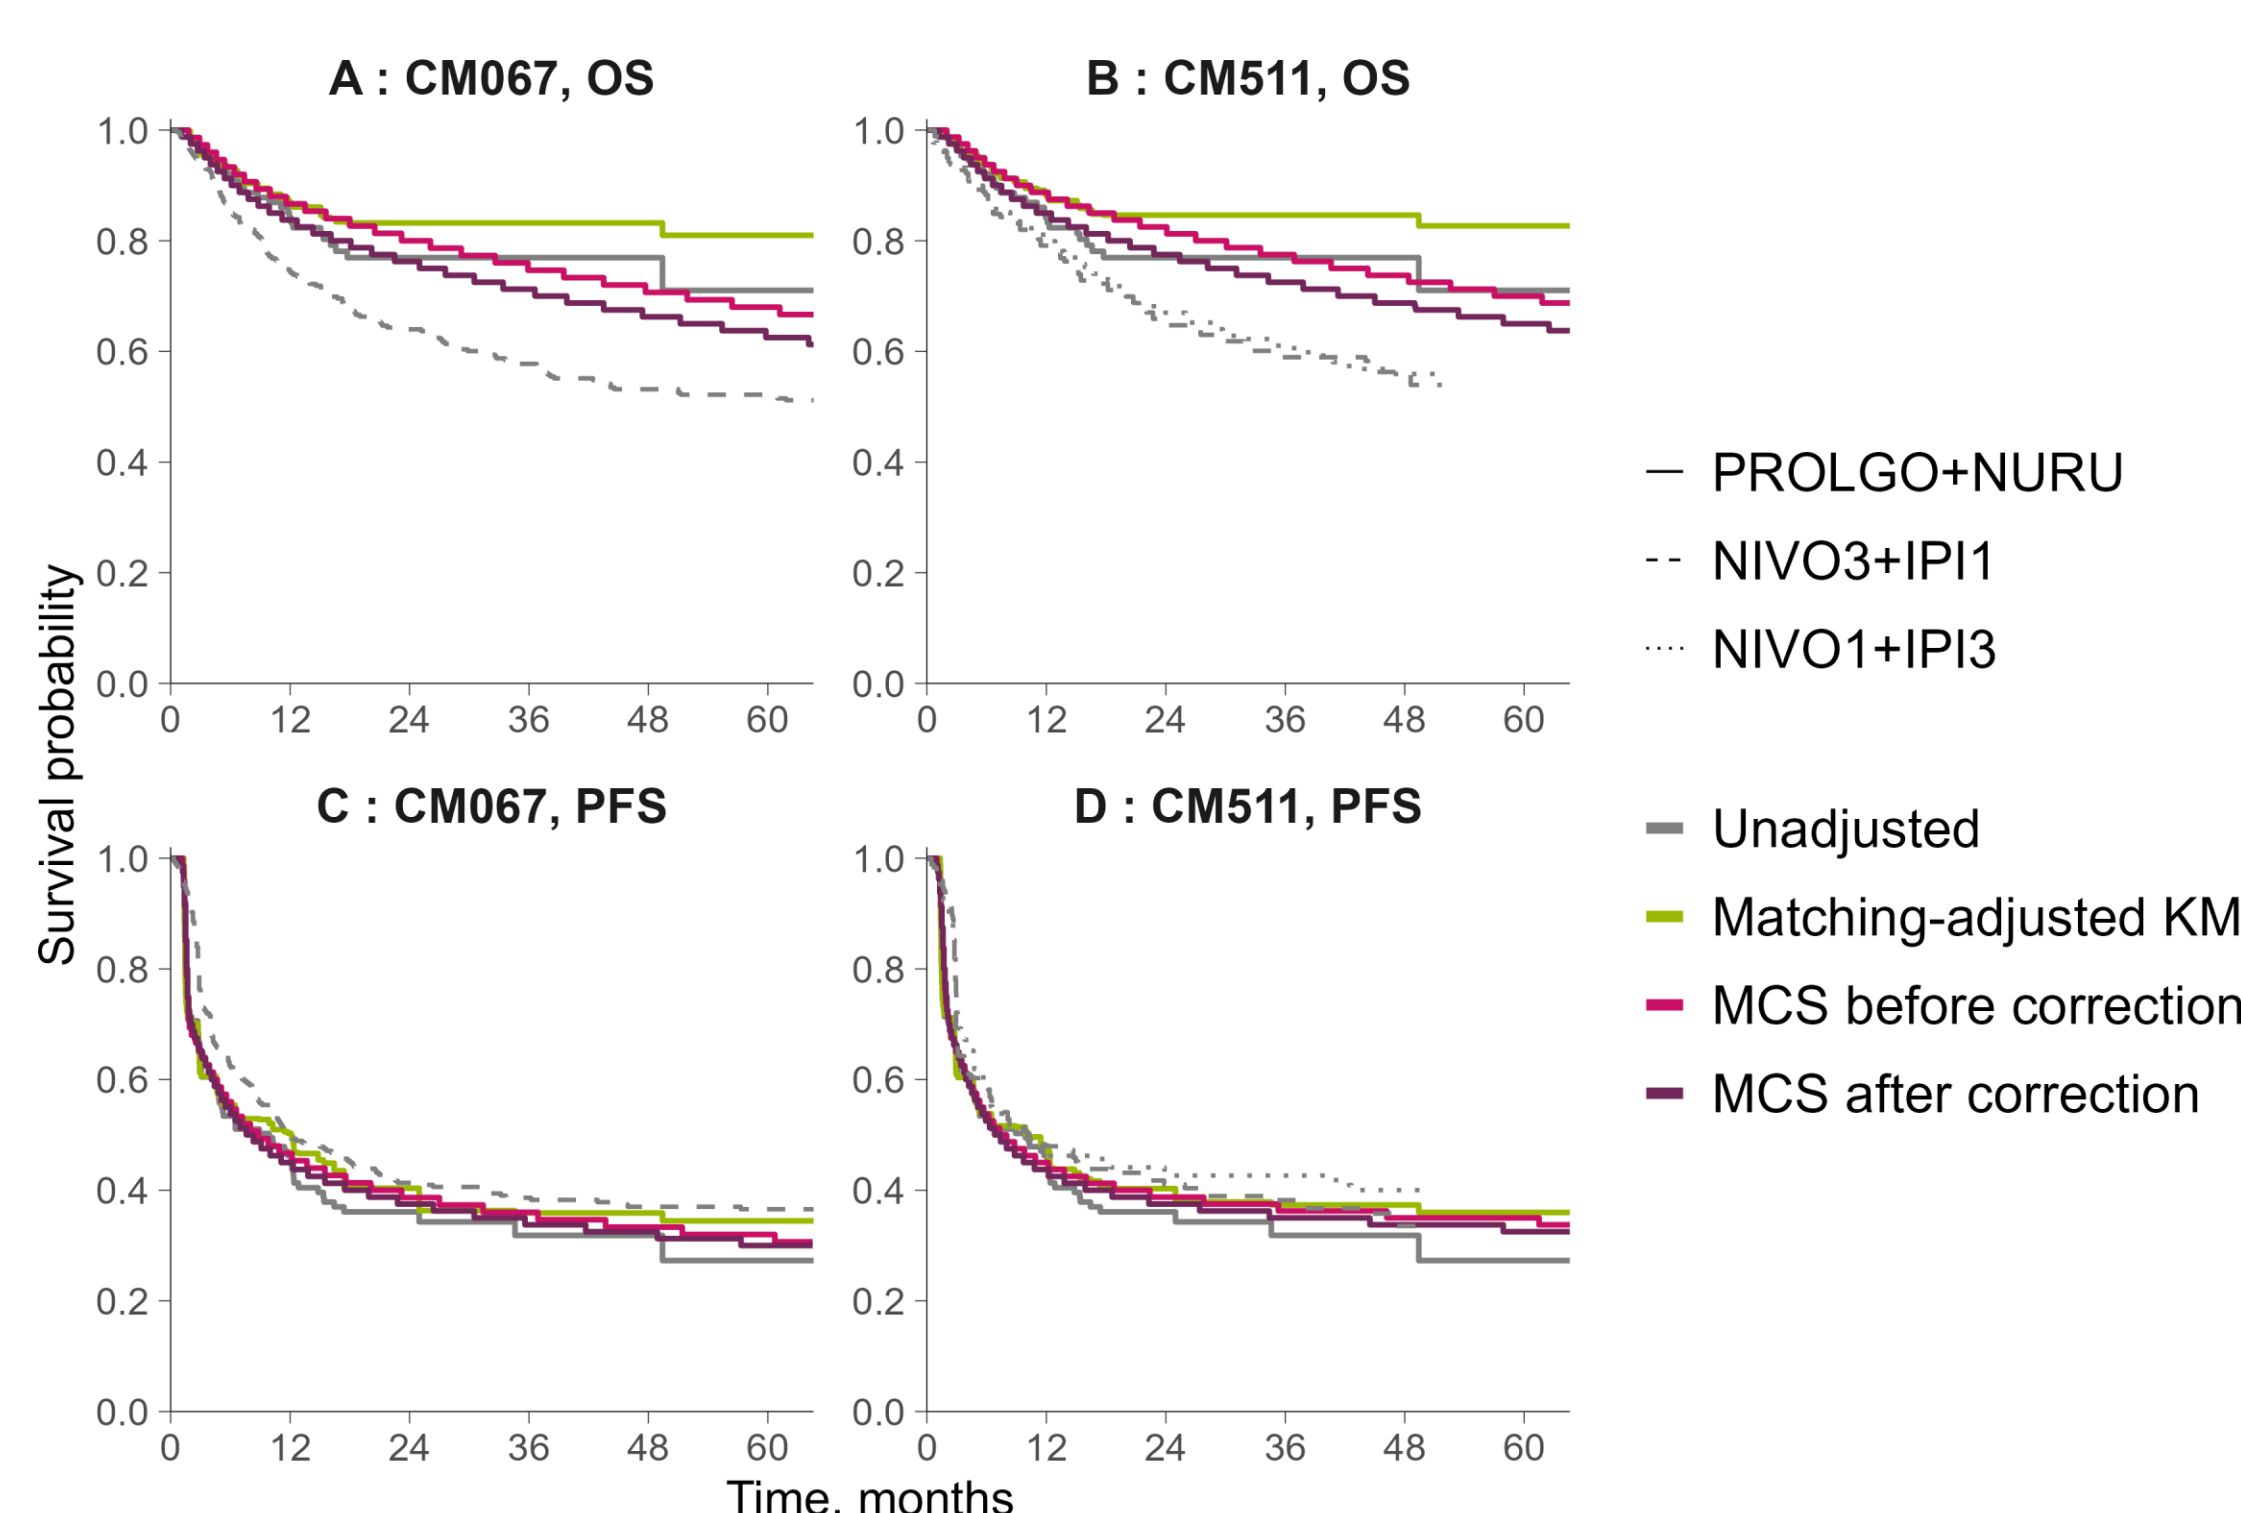 A : CM067, OS
B : CM511, OS
1.0
0.8
0.6
0.4
0.2
0.0
0 12 24 36 48 60
1.0
0.8
0.6
0.4
0.2
0.0
0 12 24 36 48 60
C : CM067, PFS
D : CM511, PFS
1.0
0.8
0.6
0.4
0.2
0.0
0 12 24 36 48 60
1.0
0.8
0.6
0.4
0.2
0.0
0 12 24 36 48 60
Survival probability
Time, months
PROLGO+NURU
NIVO3+IPI1
NIVO1+IPI3
Unadjusted
Matching-adjusted KM
MCS before correction
MCS after correction